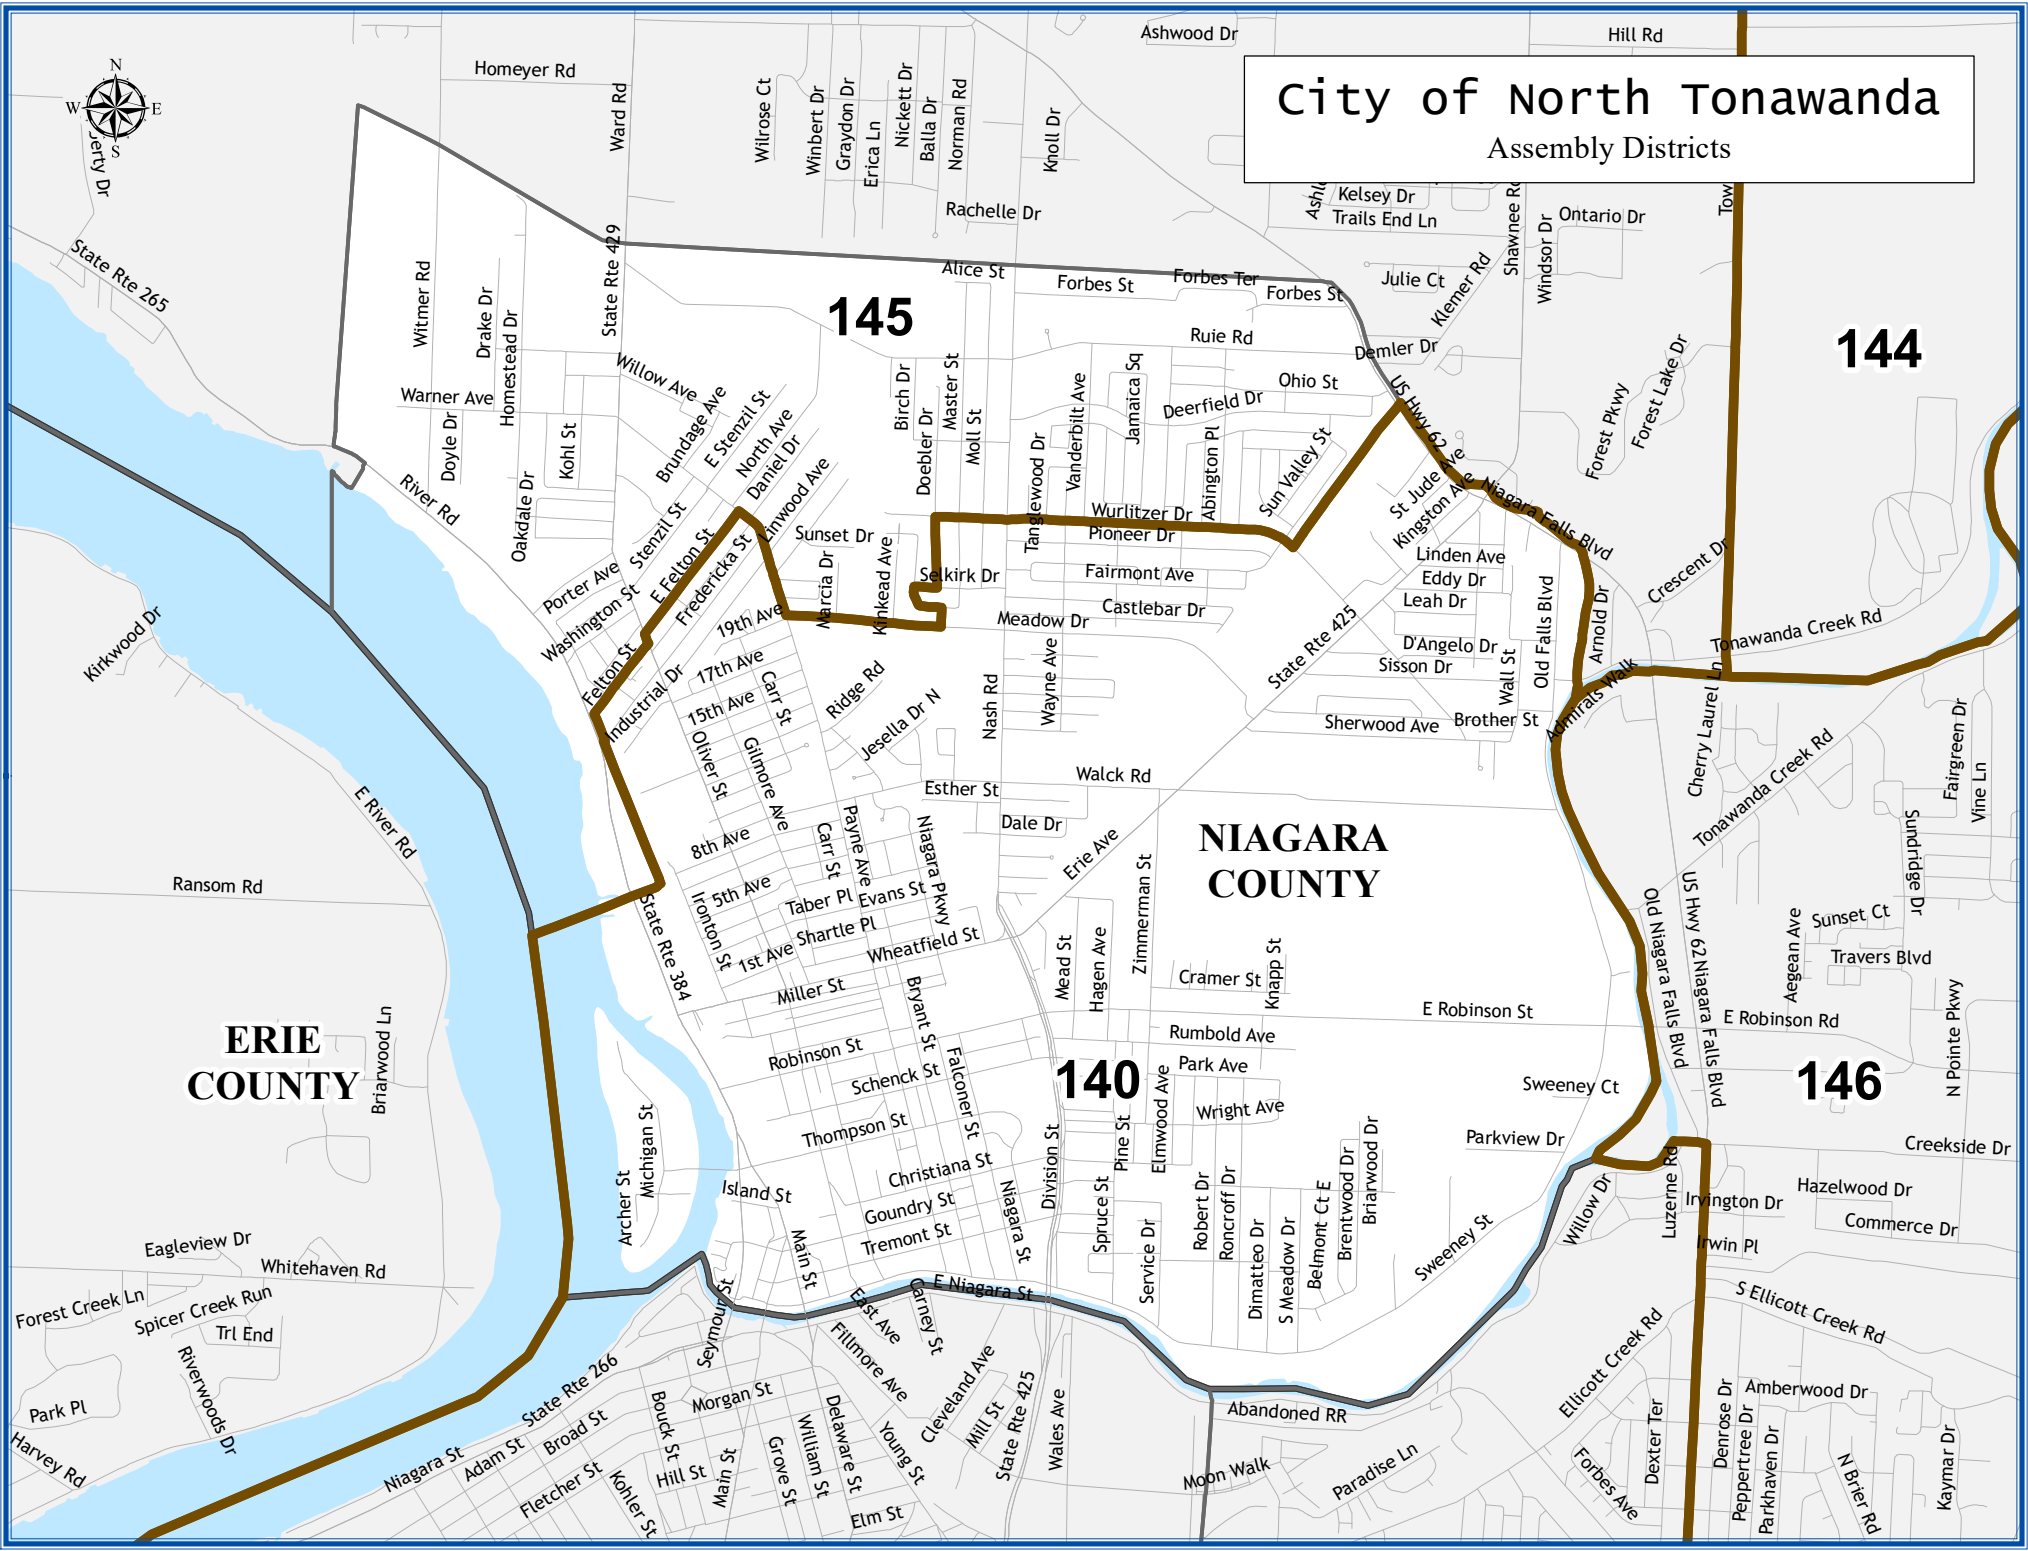 City of North Tonawanda
Assembly Districts
N
W
E
S
Homeyer Rd
Ward Rd
Wilrose Ct
Winbert Dr
Graydon Dr
Erica Ln
Nickett Dr
Balla Dr
Norman Rd
Knoll Dr
Ashwood Dr
Hill Rd
Rachelle Dr
Kelsey Dr
Trails End Ln
Shawnee Rd
Windsor Dr
Ontario Dr
State Rte 265
State Rte 429
Alice St
Forbes St
Forbes Ter
Forbes St
Julie Ct
Klemer Rd
Witmer Rd
Drake Dr
Homestead Dr
145
Ruie Rd
Demler Dr
144
Forest Lake Dr
Forest Pkwy
Willow Ave
Warner Ave
Doyle Dr
Kohl St
Oakdale Dr
River Rd
Brundage Ave
E Stenzil St
North Ave
Daniel Dr
Linwood Ave
Birch Dr
Doebler Dr
Master St
Moll St
Tanglewood Dr
Vanderbilt Ave
Jamaica Sq
Deerfield Dr
Ohio St
Abington Pl
Sun Valley St
US Hwy 62
St Jude Ave
Kingston Ave
Niagara Falls Blvd
Wurlitzer Dr
Pioneer Dr
Stenzil St
E Felton St
Fredericka St
Sunset Dr
Marcia Dr
Kinkead Ave
Selkirk Dr
Fairmont Ave
Castlebar Dr
Meadow Dr
Linden Ave
Eddy Dr
Leah Dr
D'Angelo Dr
Sisson Dr
Wall St
Old Falls Blvd
Arnold Dr
Crescent Dr
Tonawanda Creek Rd
Porter Ave
Washington St
Felton St
Industrial Dr
19th Ave
17th Ave
15th Ave
Carr St
Ridge Rd
Jesella Dr N
Nash Rd
Wayne Ave
State Rte 425
Sherwood Ave
Brother St
Admirals Walk
Cherry Laurel Ln
Tonawanda Creek Rd
Fairgreen Dr
Vine Ln
Kirkwood Dr
E River Rd
Ransom Rd
Oliver St
Gilmore Ave
8th Ave
5th Ave
Carr St
Payne Ave
Niagara Pkwy
Esther St
Walck Rd
Dale Dr
Erie Ave
Zimmerman St
NIAGARA
COUNTY
Ironton St
Taber Pl
Evans St
Shartle Pl
1st Ave
Wheatfield St
Miller St
State Rte 384
Mead St
Hagen Ave
Cramer St
Knapp St
E Robinson St
E Robinson Rd
Old Niagara Falls Blvd
US Hwy 62
Niagara Falls Blvd
Aegean Ave
Sunset Ct
Travers Blvd
Sundridge Dr
N Pointe Pkwy
ERIE
COUNTY
Briarwood Ln
Bryant St
Falconer St
Robinson St
Schenck St
Thompson St
Christiana St
Goundry St
Tremont St
140
Rumbold Ave
Park Ave
Wright Ave
Elmwood Ave
Pine St
Spruce St
Division St
Niagara St
Service Dr
Robert Dr
Roncroff Dr
Dimatteo Dr
S Meadow Dr
Belmont Ct E
Brentwood Dr
Briarwood Dr
Sweeney Ct
Parkview Dr
Sweeney St
146
Creekside Dr
Hazelwood Dr
Commerce Dr
Irvington Dr
Irwin Pl
Luzerne Rd
Willow Dr
Michigan St
Archer St
Island St
Main St
Eagleview Dr
Whitehaven Rd
Forest Creek Ln
Spicer Creek Run
Trl End
Riverwoods Dr
Park Pl
Harvey Rd
Seymour St
E Niagara St
East Ave
Carney St
Fillmore Ave
Cleveland Ave
Mill St
State Rte 425
Wales Ave
State Rte 266
Niagara St
Adam St
Broad St
Fletcher St
Kohler St
Bouck St
Hill St
Morgan St
Main St
Grove St
William St
Delaware St
Young St
Elm St
Abandoned RR
Moon Walk
Paradise Ln
Ellicott Creek Rd
S Ellicott Creek Rd
Forbes Ave
Dexter Ter
Denrose Dr
Peppertree Dr
Parkhaven Dr
Amberwood Dr
N Brier Rd
Kaymar Dr